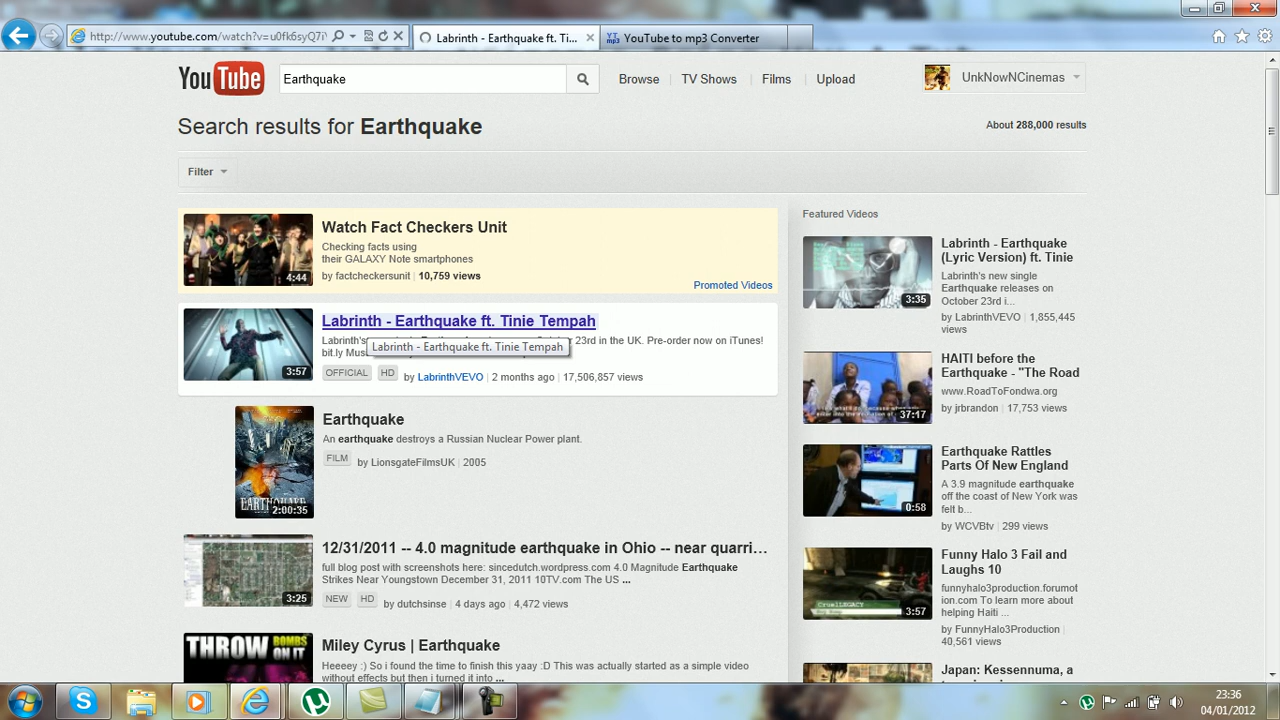 http://www.youtube.com/watch?v=u0fk6syQ7i
Labrinth - Earthquake ft. Ti...
YouTube to mp3 Converter
YouTube
Earthquake
Browse
TV Shows
Films
Upload
UnkNowNCinemas
Search results for Earthquake
About 288,000 results
Filter
Watch Fact Checkers Unit
Checking facts using
their GALAXY Note smartphones
by factcheckersunit 10,759 views
4:44
Promoted Videos
Labrinth - Earthquake ft. Tinie Tempah
23rd in the UK. Pre-order now on iTunes!
Labrinth - Earthquake ft. Tinie Tempah
OFFICIAL HD by LabrinthVEVO 2 months ago 17,506,857 views
3:57
Earthquake
An earthquake destroys a Russian Nuclear Power plant.
FILM by LionsgateFilmsUK 2005
EARTHQUAKE
2:00:35
12/31/2011 -- 4.0 magnitude earthquake in Ohio -- near quarri...
full blog post with screenshots here: sincedutch.wordpress.com 4.0 Magnitude Earthquake
Strikes Near Youngstown December 31, 2011 10TV.com The US ...
NEW HD by dutchsinse 4 days ago 4,472 views
3:25
THROW BOMBS ON IT
Miley Cyrus | Earthquake
Heeeey :) So i found the time to finish this yaay :D This was actually started as a simple video
without effects but then i turned it into ...
Featured Videos
Labrinth - Earthquake
(Lyric Version) ft. Tinie
Labrinth's new single
Earthquake releases on
October 23rd i...
by LabrinthVEVO 1,855,445
views
3:35
HAITI before the
Earthquake - "The Road
www.RoadToFondwa.org
by jrbrandon 17,753 views
37:17
Earthquake Rattles
Parts Of New England
A 3.9 magnitude earthquake
off the coast of New York was
felt b...
by WCVBtv 299 views
0:58
Funny Halo 3 Fail and
Laughs 10
funnyhalo3production.forumot
ion.com To learn more about
helping Haiti ...
by FunnyHalo3Production
40,561 views
3:57
Japan: Kessennuma, a
23:36
04/01/2012